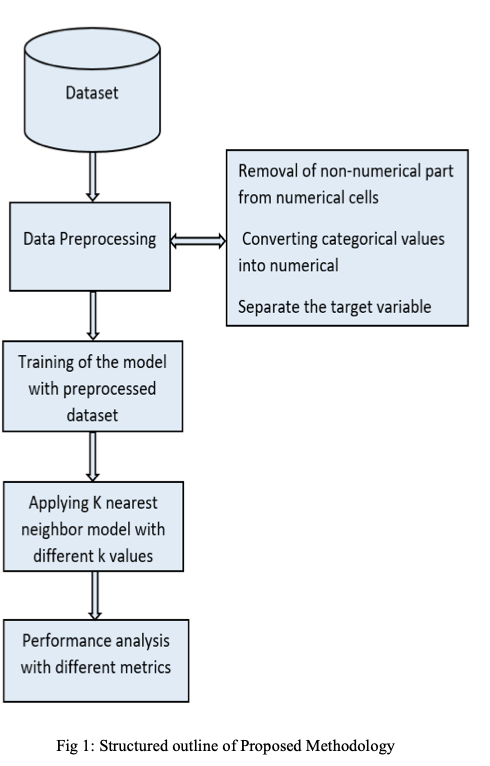 Dataset
Data Preprocessing
Removal of non-numerical part
from numerical cells
Converting categorical values
into numerical
Separate the target variable
Training of the model
with preprocessed
dataset
Applying K nearest
neighbor model with
different k values
Performance analysis
with different metrics
Fig 1: Structured outline of Proposed Methodology